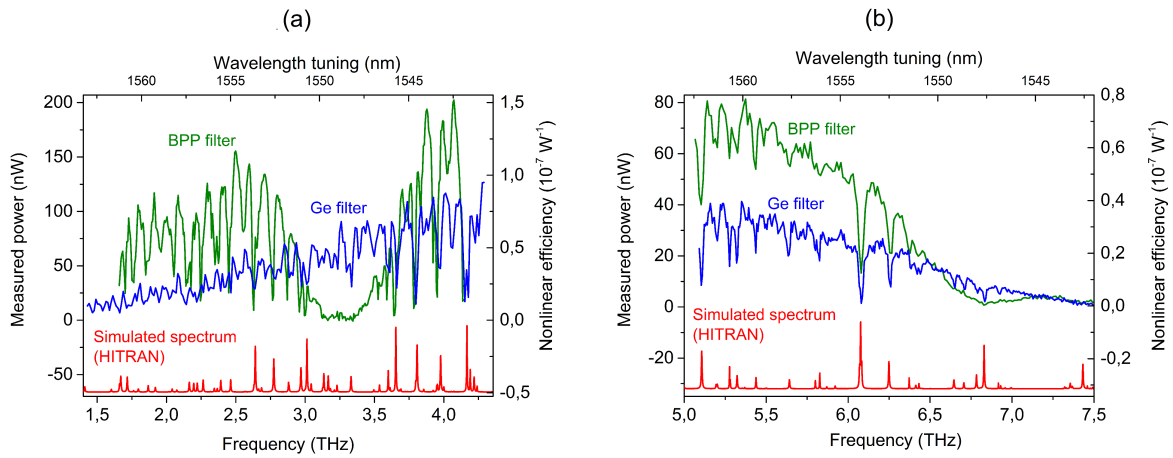 (a)
Wavelength tuning (nm)
1560 1555 1550 1545
200
150
100
50
0
-50
Measured power (nW)
BPP filter
Ge filter
Simulated spectrum
(HITRAN)
1,5
1,0
0,5
0,0
-0,5
Nonlinear efficiency (10⁻⁷ W⁻¹)
1,5 2,0 2,5 3,0 3,5 4,0
Frequency (THz)
(b)
Wavelength tuning (nm)
1560 1555 1550 1545
80
60
40
20
0
-20
Measured power (nW)
BPP filter
Ge filter
Simulated spectrum
(HITRAN)
0,8
0,6
0,4
0,2
0,0
-0,2
Nonlinear efficiency (10⁻⁷ W⁻¹)
5,0 5,5 6,0 6,5 7,0 7,5
Frequency (THz)